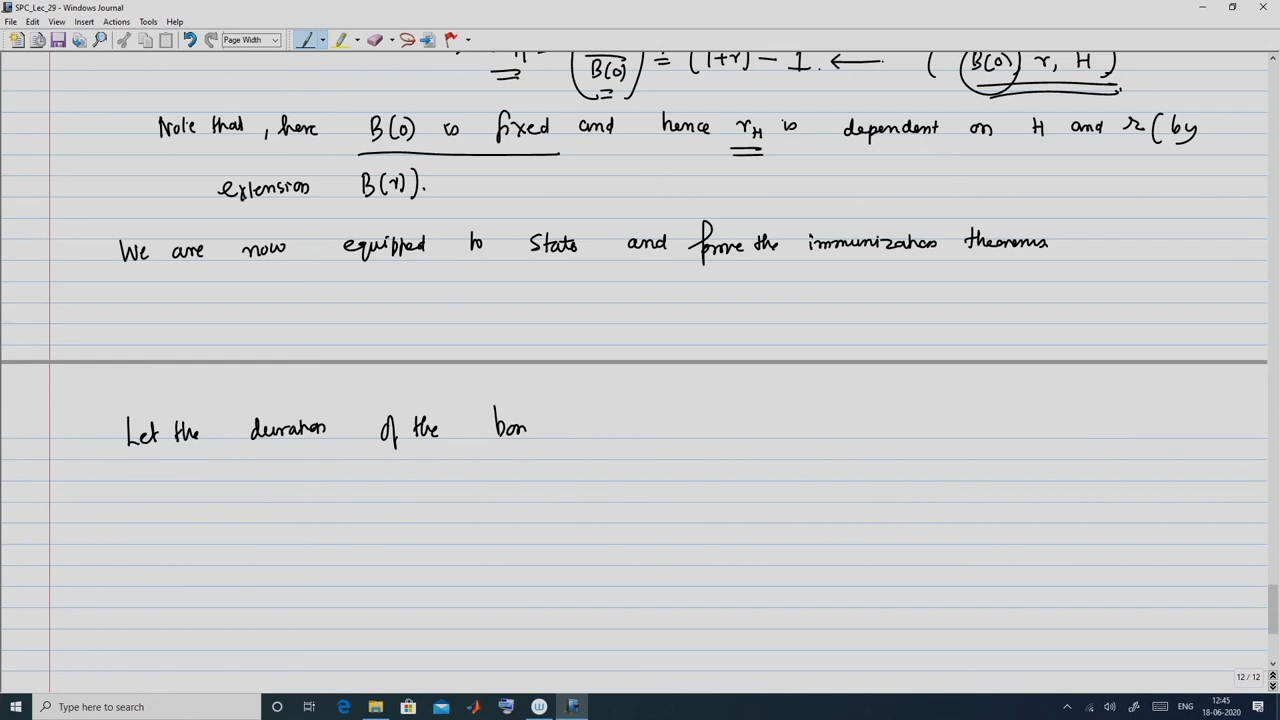 SPC_Lec_29 - Windows Journal
File Edit View Insert Actions Tools Help
Page Width
B(0) = (1+r) - 1. ← ( B(0) r, H )
Note that, here B(0) is fixed and hence r_H is dependent on H and r (by
extension B(r)).
We are now equipped to state and prove the immunization theorem
Let the duration of the bon
12 / 12
Type here to search
12:45
18-06-2020